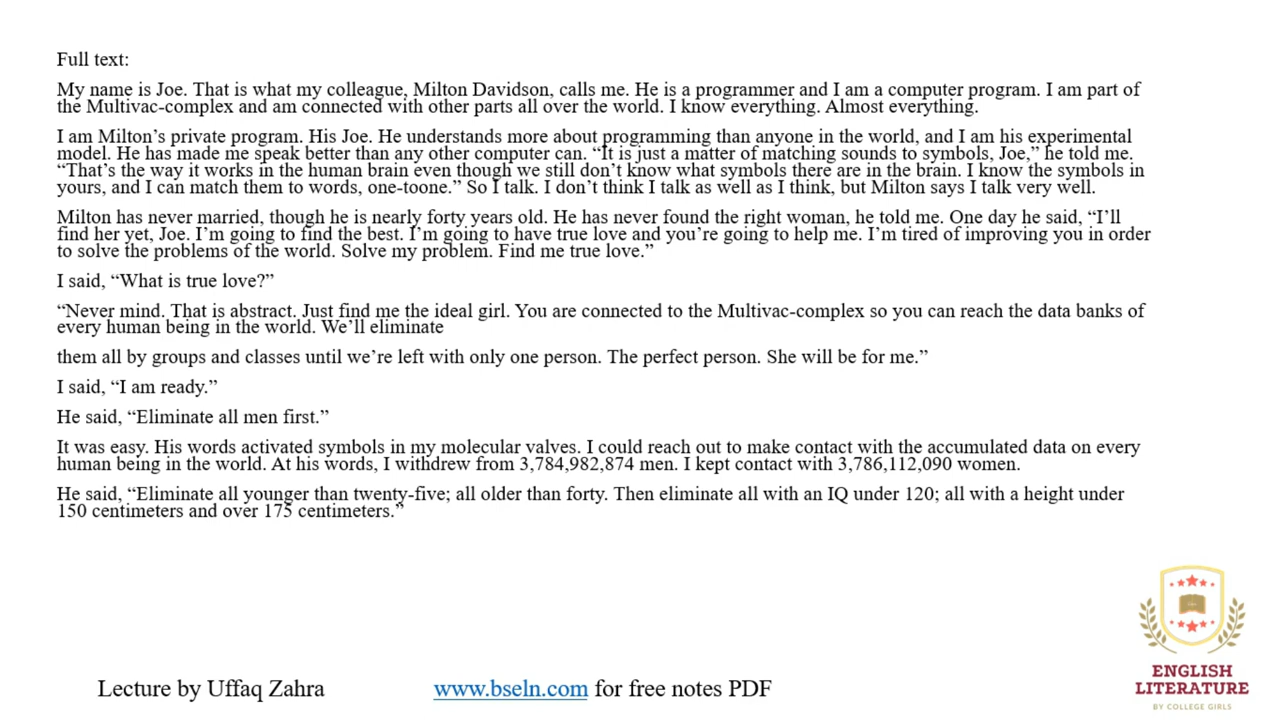 Full text:
My name is Joe. That is what my colleague, Milton Davidson, calls me. He is a programmer and I am a computer program. I am part of
the Multivac-complex and am connected with other parts all over the world. I know everything. Almost everything.
I am Milton’s private program. His Joe. He understands more about programming than anyone in the world, and I am his experimental
model. He has made me speak better than any other computer can. “It is just a matter of matching sounds to symbols, Joe,” he told me.
“That’s the way it works in the human brain even though we still don’t know what symbols there are in the brain. I know the symbols in
yours, and I can match them to words, one-toone.” So I talk. I don’t think I talk as well as I think, but Milton says I talk very well.
Milton has never married, though he is nearly forty years old. He has never found the right woman, he told me. One day he said, “I’ll
find her yet, Joe. I’m going to find the best. I’m going to have true love and you’re going to help me. I’m tired of improving you in order
to solve the problems of the world. Solve my problem. Find me true love.”
I said, “What is true love?”
“Never mind. That is abstract. Just find me the ideal girl. You are connected to the Multivac-complex so you can reach the data banks of
every human being in the world. We’ll eliminate
them all by groups and classes until we’re left with only one person. The perfect person. She will be for me.”
I said, “I am ready.”
He said, “Eliminate all men first.”
It was easy. His words activated symbols in my molecular valves. I could reach out to make contact with the accumulated data on every
human being in the world. At his words, I withdrew from 3,784,982,874 men. I kept contact with 3,786,112,090 women.
He said, “Eliminate all younger than twenty-five; all older than forty. Then eliminate all with an IQ under 120; all with a height under
150 centimeters and over 175 centimeters.”
Lecture by Uffaq Zahra
www.bseln.com for free notes PDF
ENGLISH
LITERATURE
BY COLLEGE GIRLS